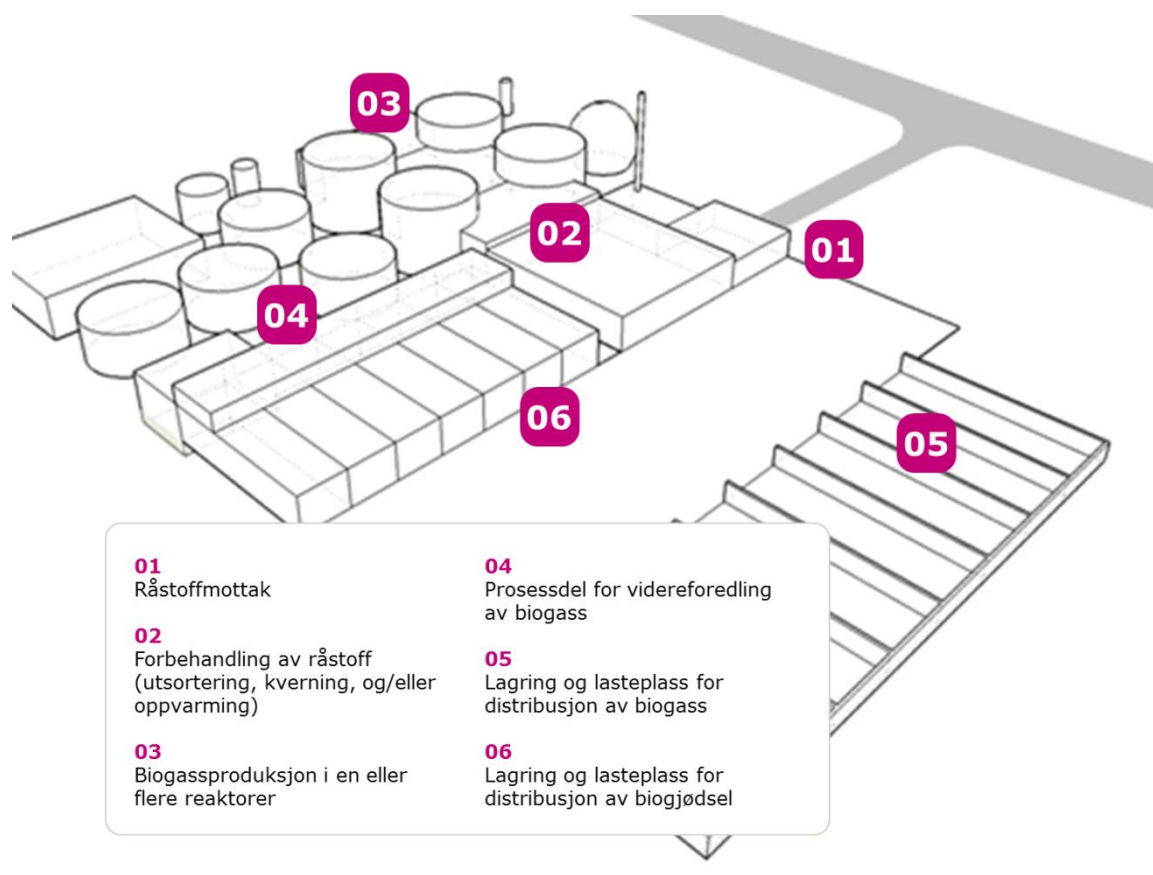 03
02
01
04
06
05
01
Råstoffmottak
02
Forbehandling av råstoff
(utsortering, kverning, og/eller
oppvarming)
03
Biogassproduksjon i en eller
flere reaktorer
04
Prosessdel for videreforedling
av biogass
05
Lagring og lasteplass for
distribusjon av biogass
06
Lagring og lasteplass for
distribusjon av biogjødsel